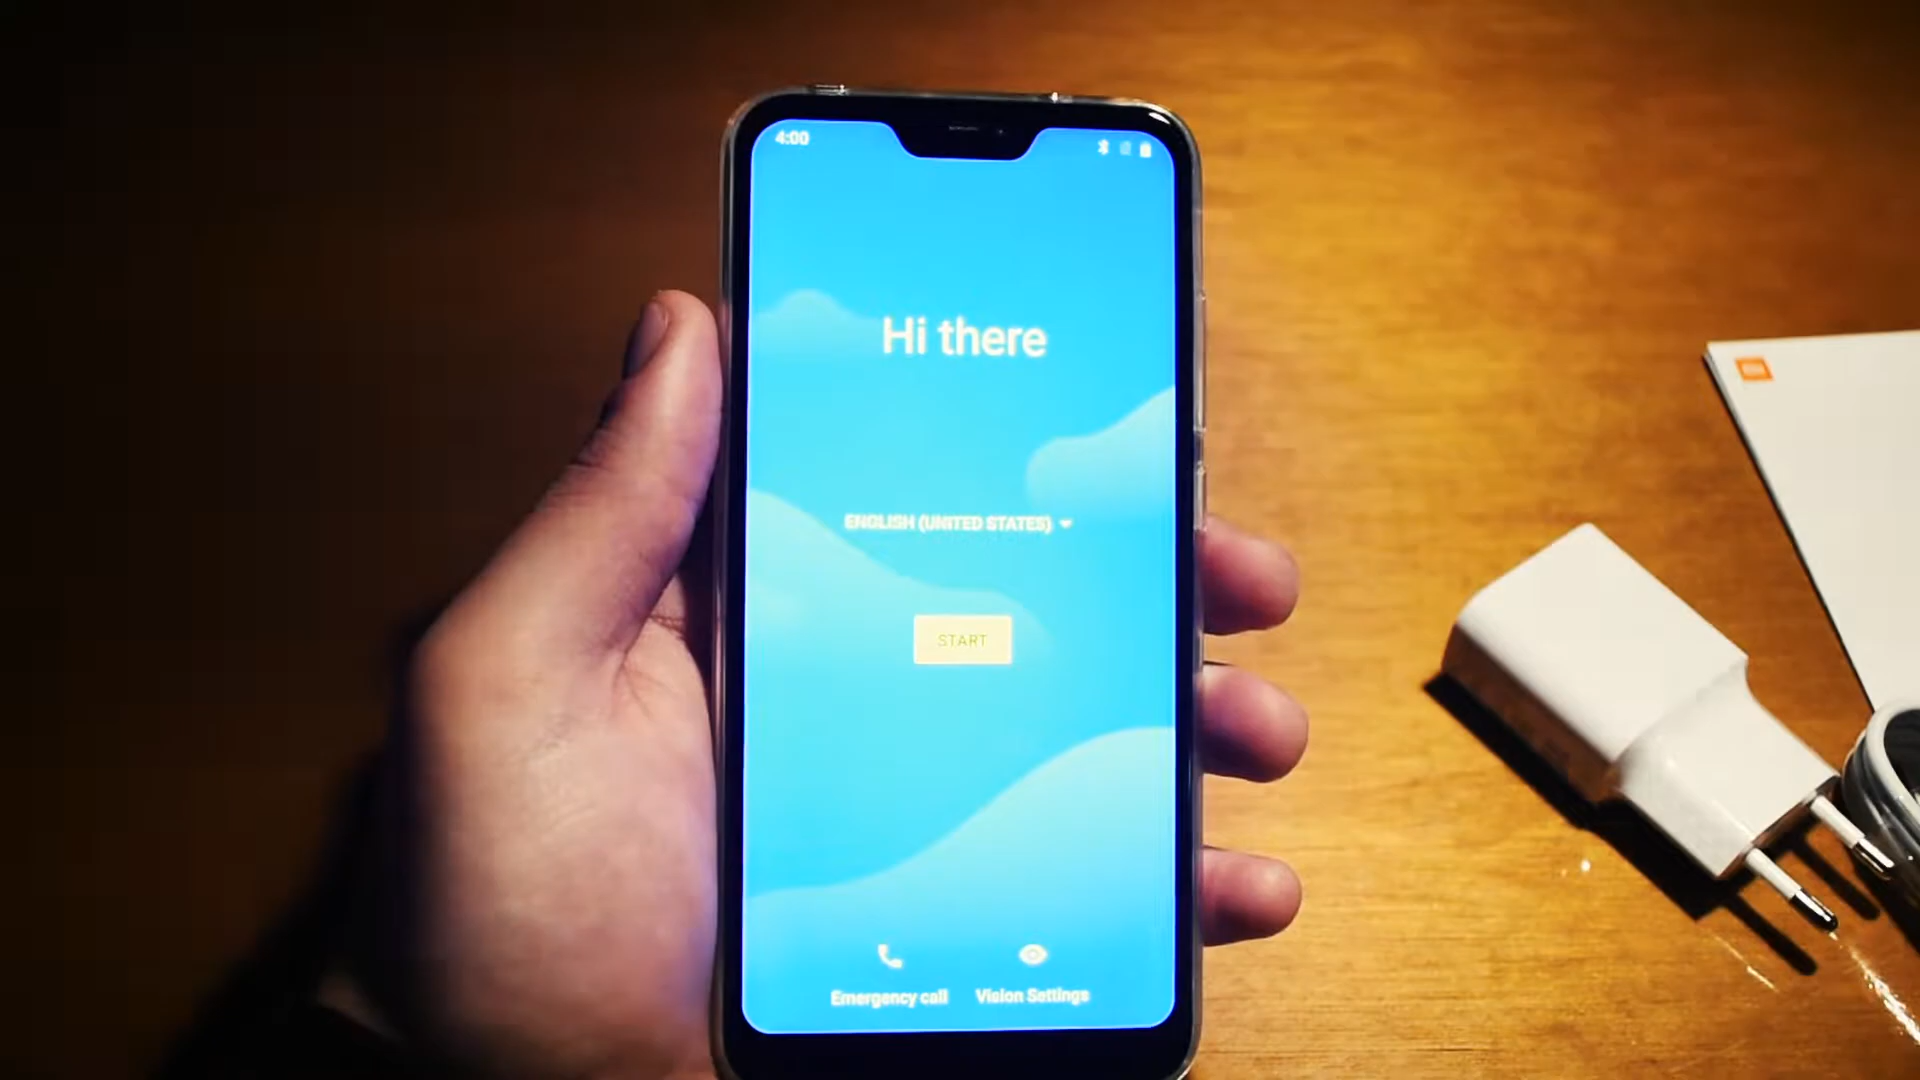 4:00
Hi there
ENGLISH (UNITED STATES)
START
Emergency call
Vision Settings